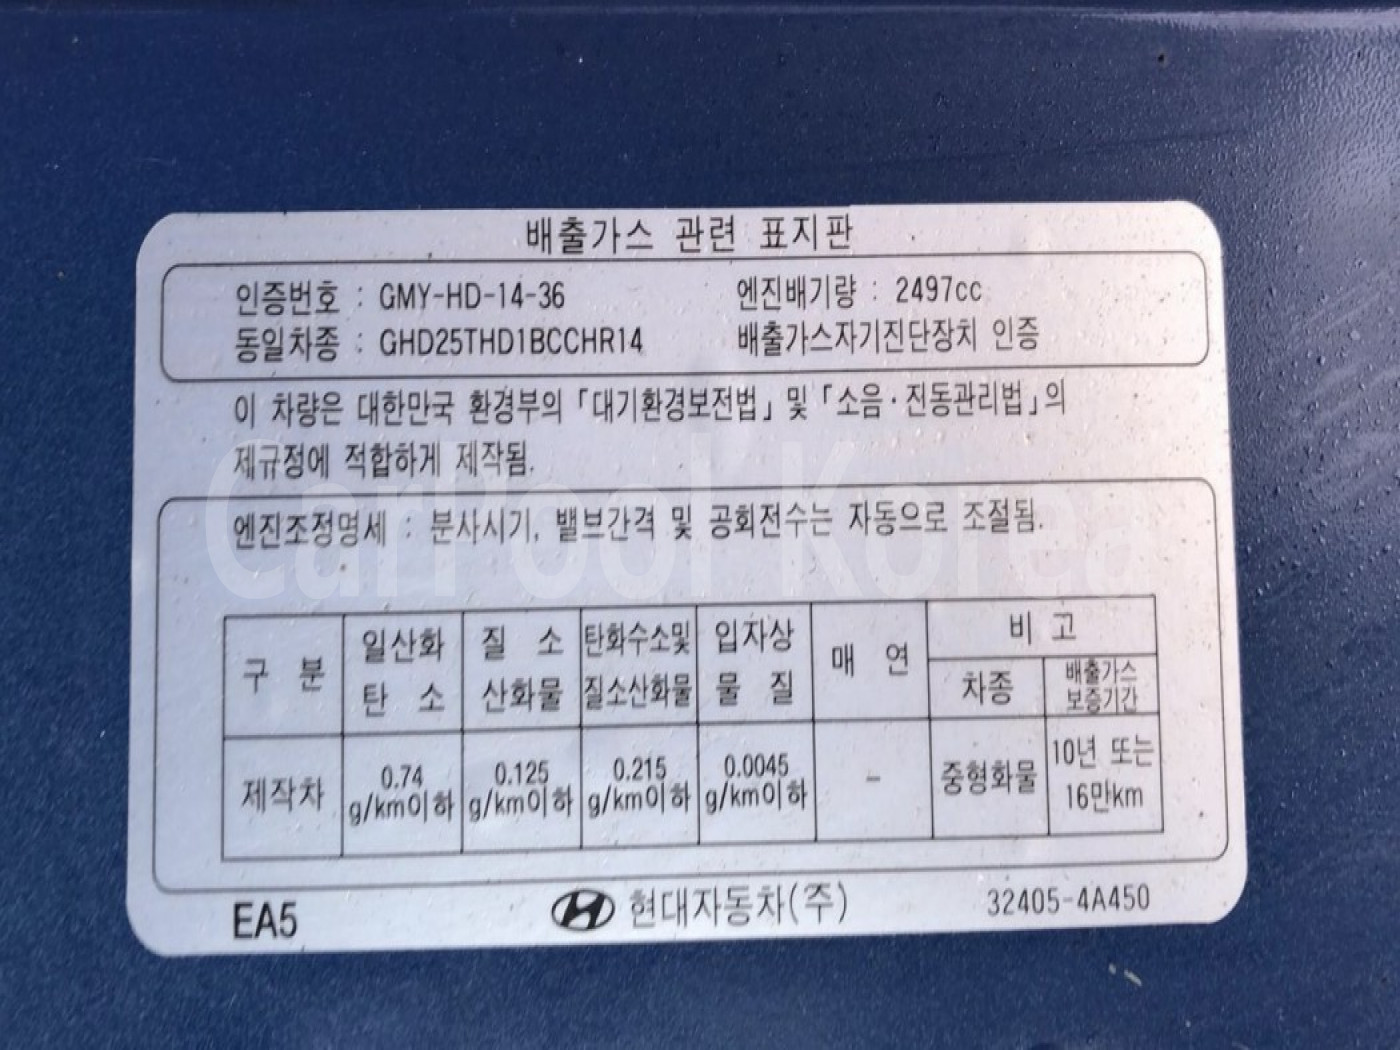 배출가스 관련 표지판
인증번호 : GMY-HD-14-36 엔진배기량 : 2497cc
동일차종 : GHD25THD1BCCHR14 배출가스자기진단장치 인증
이 차량은 대한민국 환경부의 「대기환경보전법」 및 「소음·진동관리법」의
제규정에 적합하게 제작됨.
CarPool Korea
엔진조정명세 : 분사시기, 밸브간격 및 공회전수는 자동으로 조절됨.
구 분 일산화 탄 소 질 소 산화물 탄화수소및 질소산화물 입자상 물 질 매 연 비 고
차종 배출가스 보증기간
제작차 0.74 g/km이하 0.125 g/km이하 0.215 g/km이하 0.0045 g/km이하 - 중형화물 10년 또는 16만km
EA5 현대자동차(주) 32405-4A450